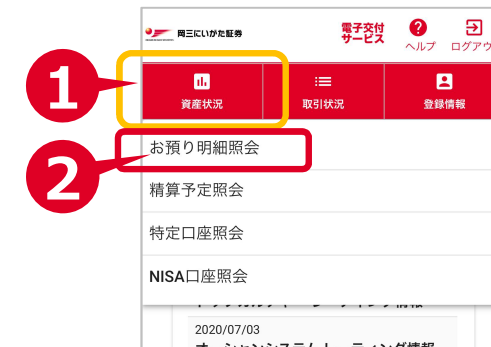 岡三にいがた証券
電子交付
サービス
ヘルプ
ログアウ
1
資産状況
取引状況
登録情報
2
お預り明細照会
精算予定照会
特定口座照会
NISA口座照会
2020/07/03